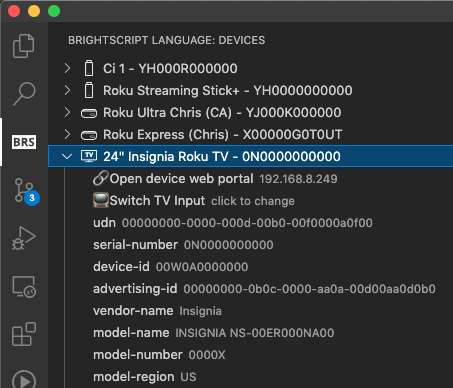 BRIGHTSCRIPT LANGUAGE: DEVICES
Ci 1 - YH000R000000
Roku Streaming Stick+ - YH0000000000
Roku Ultra Chris (CA) - YJ000K000000
Roku Express (Chris) - X00000G0T0UT
BRS
TV 24" Insignia Roku TV - 0N0000000000
Open device web portal 192.168.8.249
Switch TV Input click to change
3
udn 00000000-0000-000d-00b0-00f0000a0f00
serial-number 0N0000000000
device-id 00W0A0000000
advertising-id 00000000-0b0c-0000-aa0a-00d00aa0d0b0
vendor-name Insignia
model-name INSIGNIA NS-00ER000NA00
model-number 0000X
model-region US